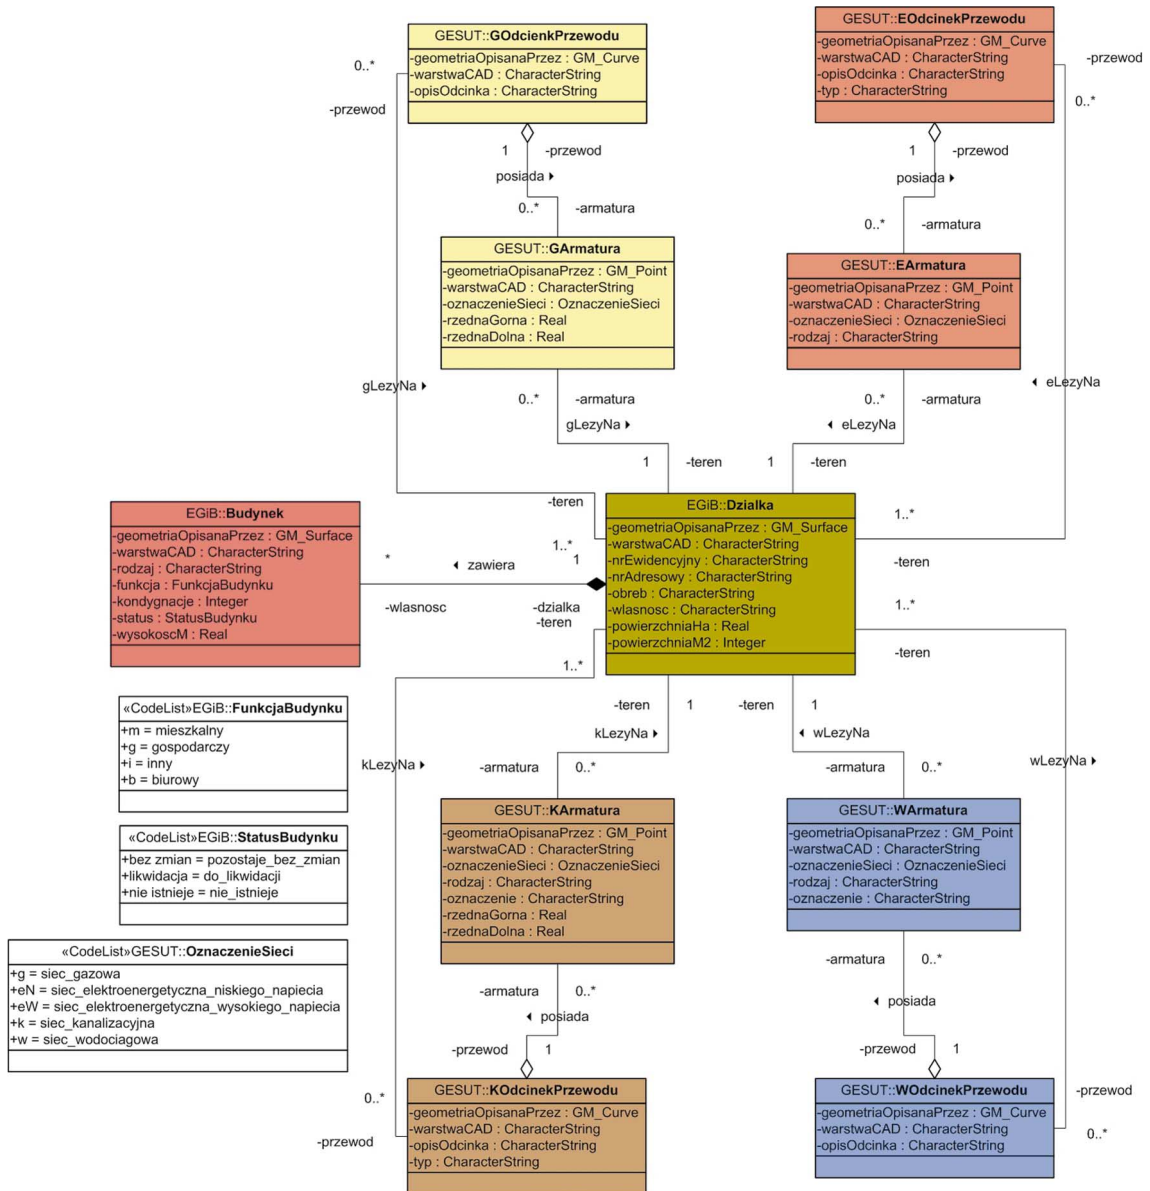 GESUT::GOdcienkPrzewodu
-geometriaOpisanaPrzez : GM_Curve
-warstwaCAD : CharacterString
-opisOdcinka : CharacterString
0..*
-przewod
1 -przewod
posiada
0..* -armatura
GESUT::EOdcinekPrzewodu
-geometriaOpisanaPrzez : GM_Curve
-warstwaCAD : CharacterString
-opisOdcinka : CharacterString
-typ : CharacterString
-przewod
0..*
1 -przewod
posiada
0..* -armatura
GESUT::GArmatura
-geometriaOpisanaPrzez : GM_Point
-warstwaCAD : CharacterString
-oznaczenieSieci : OznaczenieSieci
-rzednaGorna : Real
-rzednaDolna : Real
GESUT::EArmatura
-geometriaOpisanaPrzez : GM_Point
-warstwaCAD : CharacterString
-oznaczenieSieci : OznaczenieSieci
-rodzaj : CharacterString
gLezyNa
0..* -armatura
gLezyNa
1 -teren
0..* -armatura
eLezyNa
1 -teren
eLezyNa
-teren
1..*
EGiB::Budynek
-geometriaOpisanaPrzez : GM_Surface
-warstwaCAD : CharacterString
-rodzaj : CharacterString
-funkcja : FunkcjaBudynku
-kondygnacje : Integer
-status : StatusBudynku
-wysokoscM : Real
*
zawiera
1
-wlasnosc
-dzialka
-teren
1..*
EGiB::Dzialka
-geometriaOpisanaPrzez : GM_Surface
-warstwaCAD : CharacterString
-nrEwidencyjny : CharacterString
-nrAdresowy : CharacterString
-obreb : CharacterString
-wlasnosc : CharacterString
-powierzchniaHa : Real
-powierzchniaM2 : Integer
1..*
-teren
1..*
-teren
«CodeList»EGiB::FunkcjaBudynku
+m = mieszkalny
+g = gospodarczy
+i = inny
+b = biurowy
«CodeList»EGiB::StatusBudynku
+bez zmian = pozostaje_bez_zmian
+likwidacja = do_likwidacji
+nie istnieje = nie_istnieje
«CodeList»GESUT::OznaczenieSieci
+g = siec_gazowa
+eN = siec_elektroenergetyczna_niskiego_napiecia
+eW = siec_elektroenergetyczna_wysokiego_napiecia
+k = siec_kanalizacyjna
+w = siec_wodociagowa
kLezyNa
-teren 1
kLezyNa
-armatura 0..*
-teren 1
wLezyNa
-armatura 0..*
wLezyNa
GESUT::KArmatura
-geometriaOpisanaPrzez : GM_Point
-warstwaCAD : CharacterString
-oznaczenieSieci : OznaczenieSieci
-rodzaj : CharacterString
-oznaczenie : CharacterString
-rzednaGorna : Real
-rzednaDolna : Real
GESUT::WArmatura
-geometriaOpisanaPrzez : GM_Point
-warstwaCAD : CharacterString
-oznaczenieSieci : OznaczenieSieci
-rodzaj : CharacterString
-oznaczenie : CharacterString
-armatura 0..*
posiada
-przewod 1
-armatura 0..*
posiada
-przewod 1
0..*
-przewod
GESUT::KOdcinekPrzewodu
-geometriaOpisanaPrzez : GM_Curve
-warstwaCAD : CharacterString
-opisOdcinka : CharacterString
-typ : CharacterString
GESUT::WOdcinekPrzewodu
-geometriaOpisanaPrzez : GM_Curve
-warstwaCAD : CharacterString
-opisOdcinka : CharacterString
-przewod
0..*